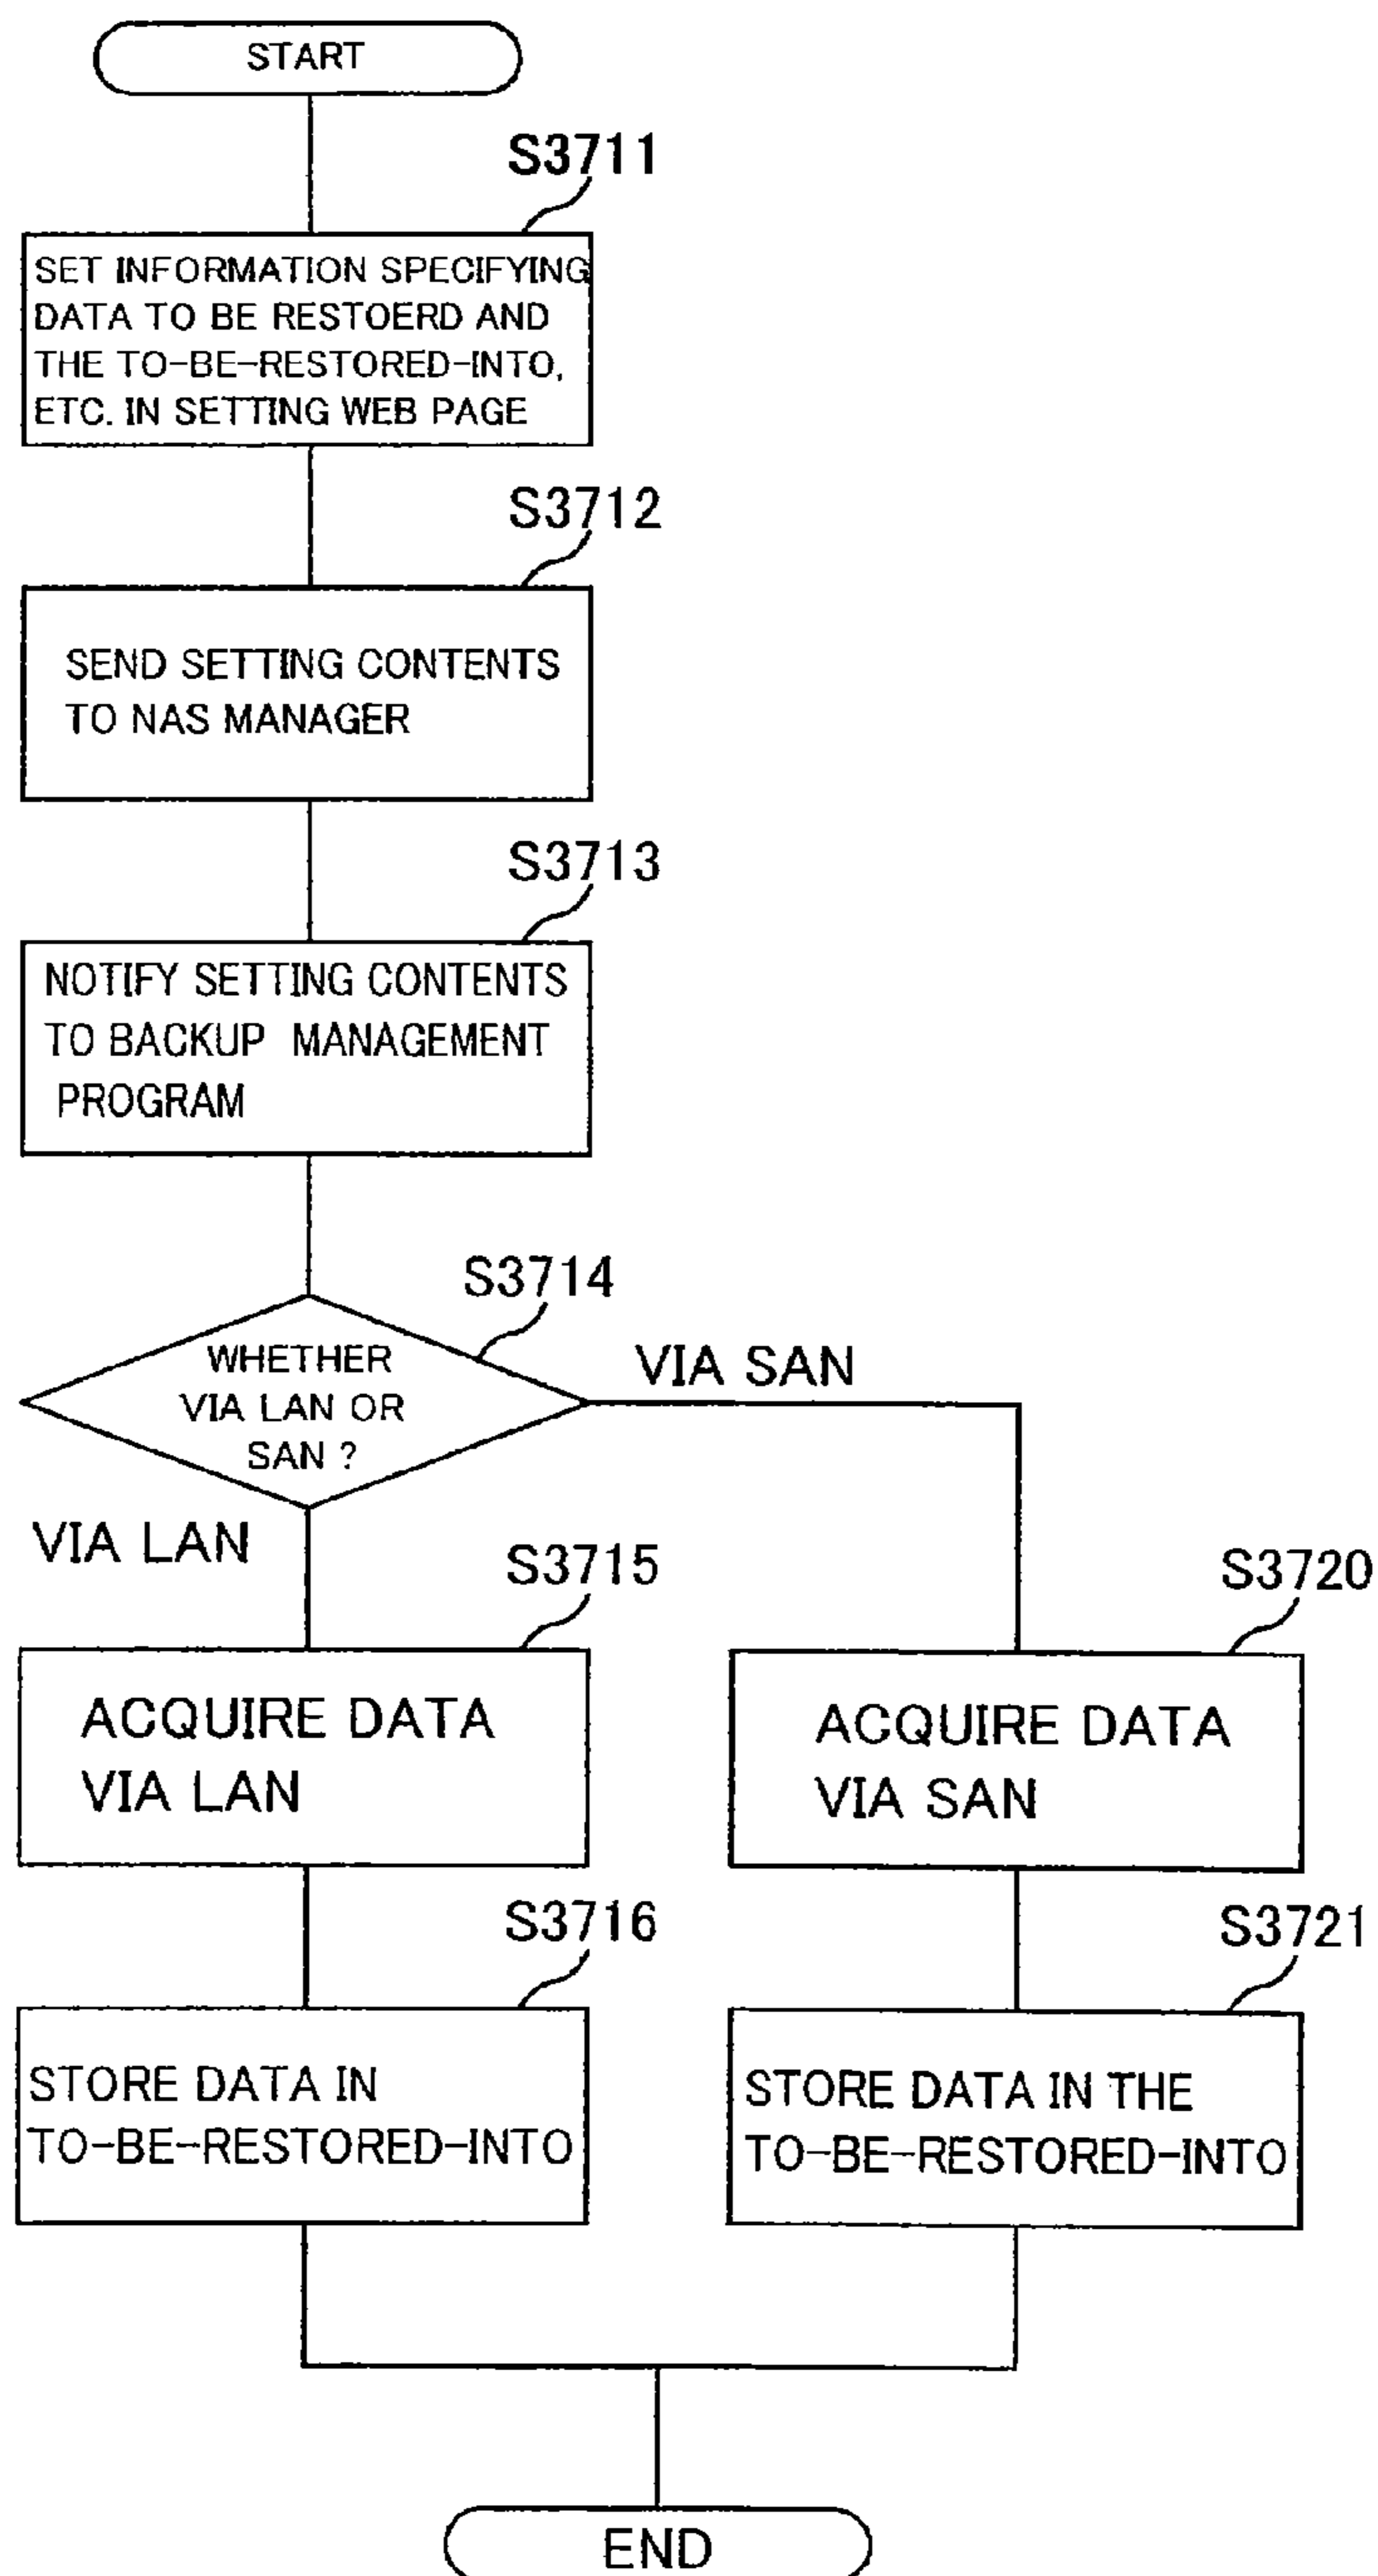 START
S3711
SET INFORMATION SPECIFYING
DATA TO BE RESTOERD AND
THE TO-BE-RESTORED-INTO,
ETC. IN SETTING WEB PAGE
S3712
SEND SETTING CONTENTS
TO NAS MANAGER
S3713
NOTIFY SETTING CONTENTS
TO BACKUP MANAGEMENT
PROGRAM
S3714
WHETHER
VIA LAN OR
SAN ?
VIA SAN
VIA LAN
S3715
ACQUIRE DATA
VIA LAN
S3720
ACQUIRE DATA
VIA SAN
S3716
STORE DATA IN
TO-BE-RESTORED-INTO
S3721
STORE DATA IN THE
TO-BE-RESTORED-INTO
END